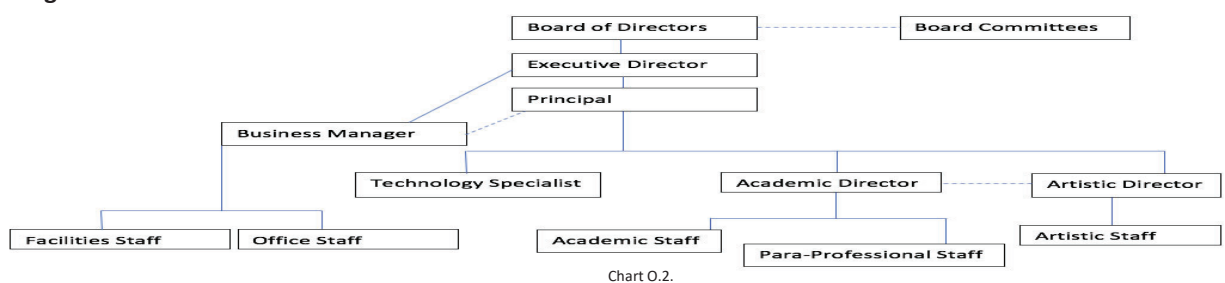 Board of Directors
Board Committees
Executive Director
Principal
Business Manager
Technology Specialist
Academic Director
Artistic Director
Facilities Staff
Office Staff
Academic Staff
Para-Professional Staff
Artistic Staff
Chart O.2.